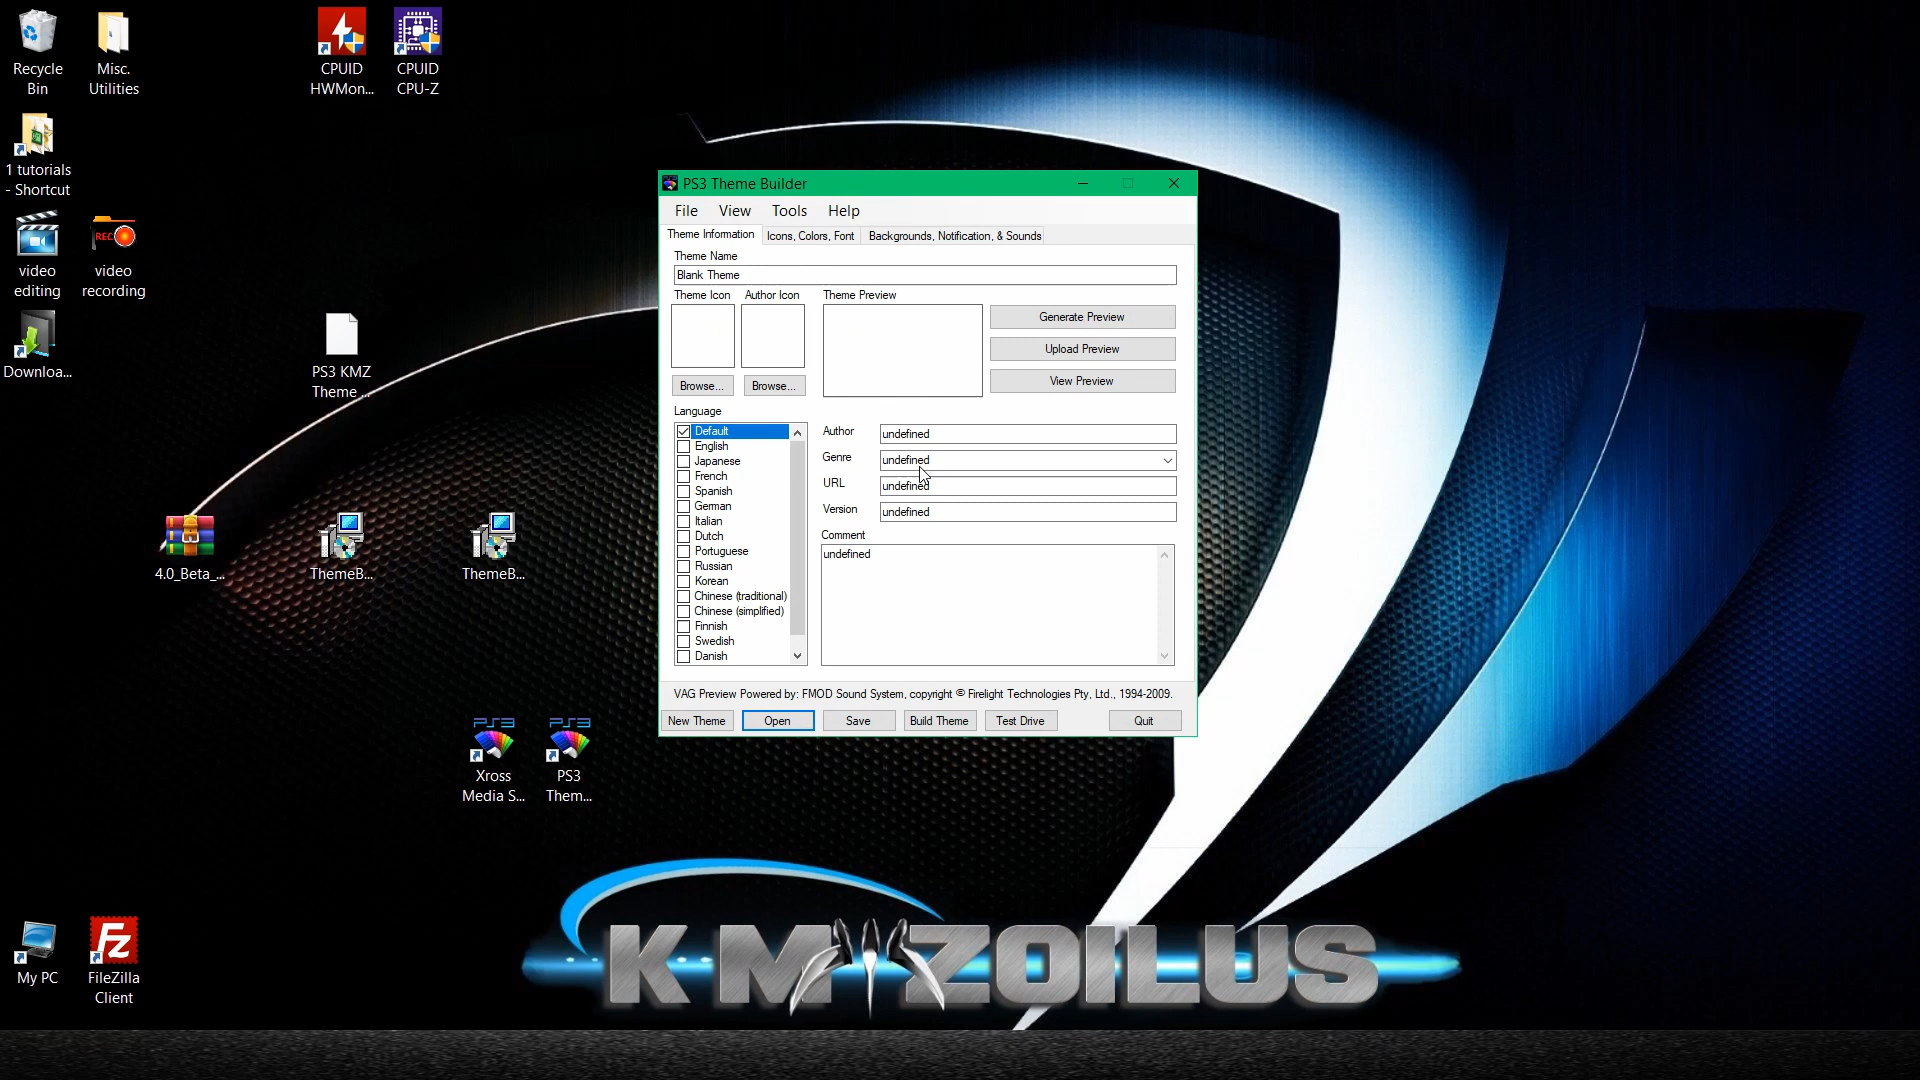 Recycle
Bin
Misc.
Utilities
CPUID
HWMon...
CPUID
CPU-Z
1 tutorials
- Shortcut
video
editing
REC
video
recording
Downloa...
PS3 KMZ
Theme ...
4.0_Beta_...
ThemeB...
ThemeB...
PS3
Xross
Media S...
PS3
PS3
Them...
My PC
Fz
FileZilla
Client
PS3 Theme Builder
File View Tools Help
Theme Information Icons, Colors, Font Backgrounds, Notification, & Sounds
Theme Name
Blank Theme
Theme Icon Author Icon Theme Preview
Generate Preview
Upload Preview
View Preview
Browse... Browse...
Language
Default
English
Japanese
French
Spanish
German
Italian
Dutch
Portuguese
Russian
Korean
Chinese (traditional)
Chinese (simplified)
Finnish
Swedish
Danish
Author undefined
Genre undefined
URL undefined
Version undefined
Comment
undefined
VAG Preview Powered by: FMOD Sound System, copyright © Firelight Technologies Pty, Ltd., 1994-2009.
New Theme Open Save Build Theme Test Drive Quit
KMZOILUS